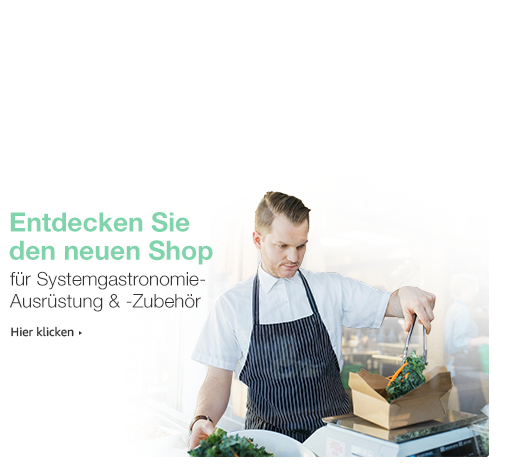 Entdecken Sie
den neuen Shop
für Systemgastronomie-
Ausrüstung & -Zubehör
Hier klicken ▸